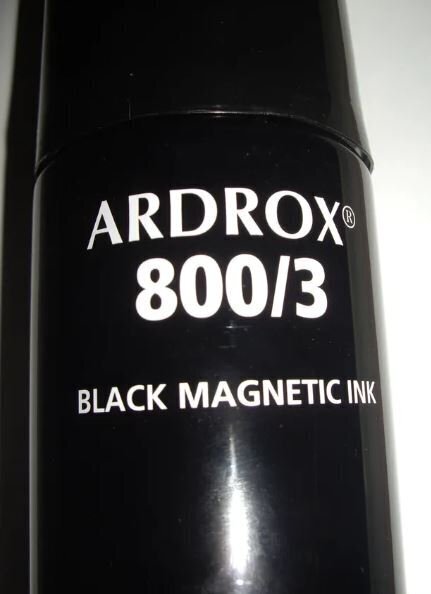 ARDROX®
800/3
BLACK MAGNETIC INK